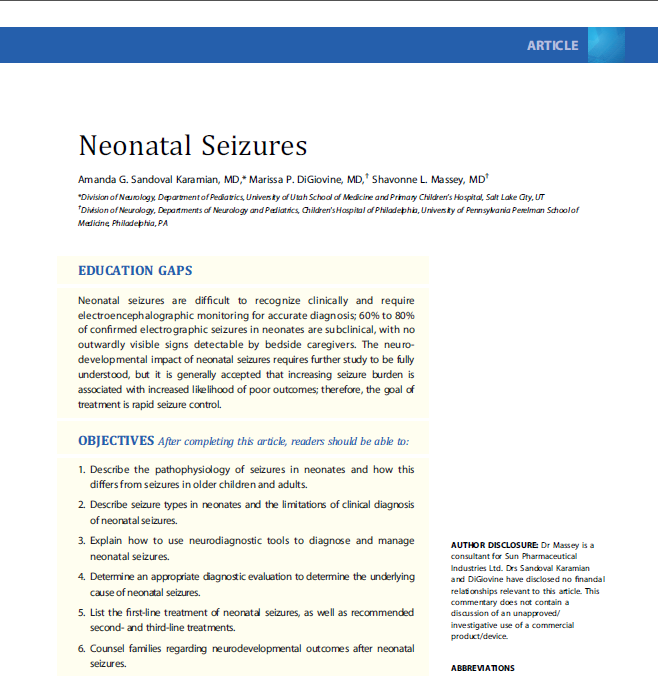 ARTICLE
Neonatal Seizures
Amanda G. Sandoval Karamian, MD,* Marissa P. DiGiovine, MD,† Shavonne L. Massey, MD†
*Division of Neurology, Department of Pediatrics, University of Utah School of Medicine and Primary Children's Hospital, Salt Lake City, UT
†Division of Neurology, Departments of Neurology and Pediatrics, Children's Hospital of Philadelphia, University of Pennsylvania Perelman School of
Medicine, Philadelphia, PA
EDUCATION GAPS
Neonatal seizures are difficult to recognize clinically and require
electroencephalographic monitoring for accurate diagnosis; 60% to 80%
of confirmed electrographic seizures in neonates are subclinical, with no
outwardly visible signs detectable by bedside caregivers. The neuro-
developmental impact of neonatal seizures requires further study to be fully
understood, but it is generally accepted that increasing seizure burden is
associated with increased likelihood of poor outcomes; therefore, the goal of
treatment is rapid seizure control.
OBJECTIVES After completing this article, readers should be able to:
1. Describe the pathophysiology of seizures in neonates and how this
differs from seizures in older children and adults.
2. Describe seizure types in neonates and the limitations of clinical diagnosis
of neonatal seizures.
3. Explain how to use neurodiagnostic tools to diagnose and manage
neonatal seizures.
4. Determine an appropriate diagnostic evaluation to determine the underlying
cause of neonatal seizures.
5. List the first-line treatment of neonatal seizures, as well as recommended
second- and third-line treatments.
6. Counsel families regarding neurodevelopmental outcomes after neonatal
seizures.
AUTHOR DISCLOSURE: Dr Massey is a
consultant for Sun Pharmaceutical
Industries Ltd. Drs Sandoval Karamian
and DiGiovine have disclosed no financial
relationships relevant to this article. This
commentary does not contain a
discussion of an unapproved/
investigative use of a commercial
product/device.
ABBREVIATIONS